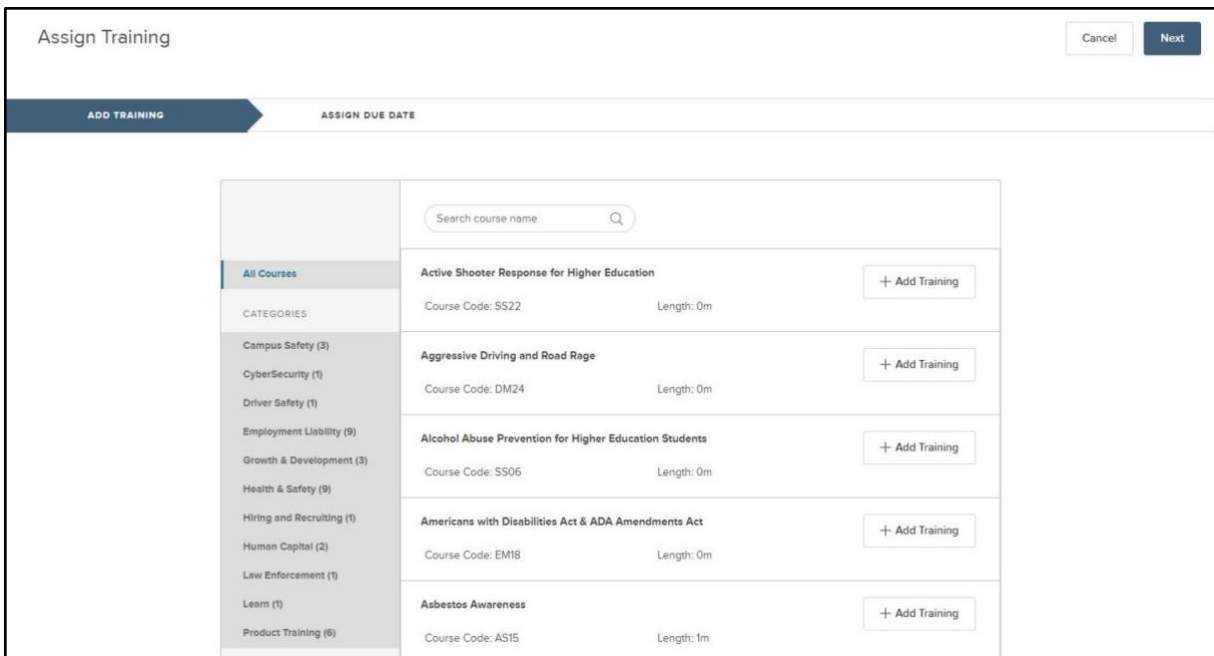 Assign Training
Cancel
Next
ADD TRAINING
ASSIGN DUE DATE
Search course name
All Courses
CATEGORIES
Campus Safety (3)
CyberSecurity (1)
Driver Safety (1)
Employment Liability (9)
Growth & Development (3)
Health & Safety (9)
Hiring and Recruiting (1)
Human Capital (2)
Law Enforcement (1)
Learn (1)
Product Training (6)
Active Shooter Response for Higher Education
+ Add Training
Course Code: SS22 Length: 0m
Aggressive Driving and Road Rage
+ Add Training
Course Code: DM24 Length: 0m
Alcohol Abuse Prevention for Higher Education Students
+ Add Training
Course Code: SS06 Length: 0m
Americans with Disabilities Act & ADA Amendments Act
+ Add Training
Course Code: EM18 Length: 0m
Asbestos Awareness
+ Add Training
Course Code: AS15 Length: 1m